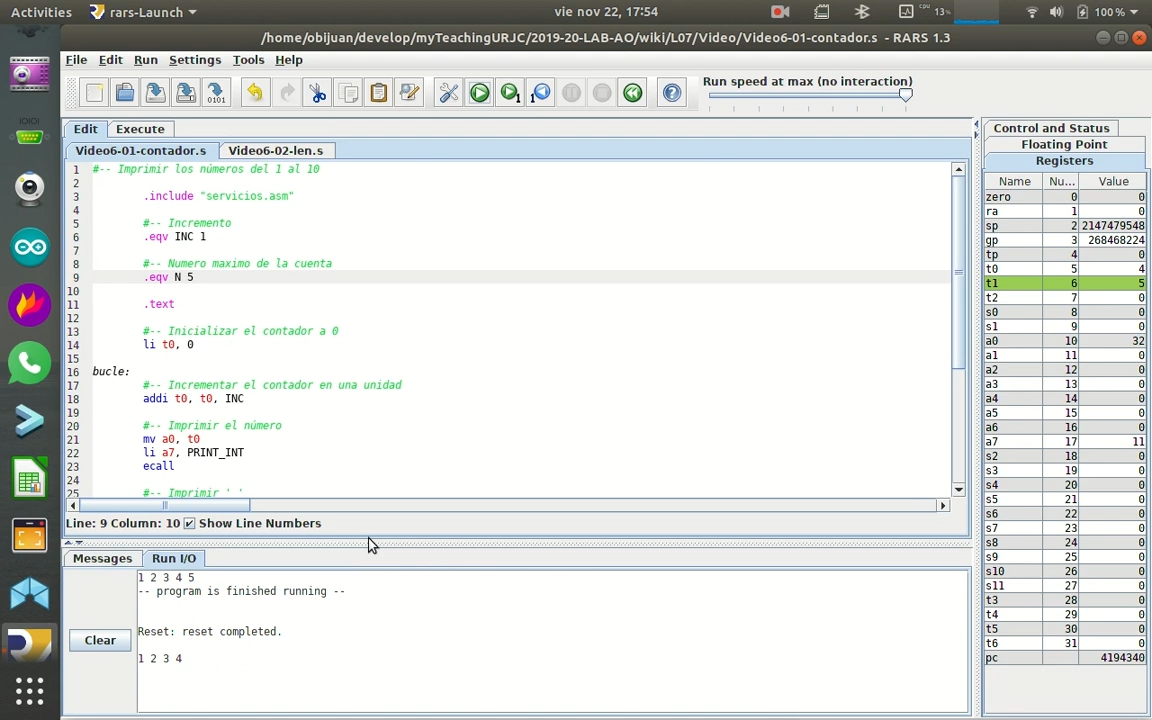 Activities rars-Launch vie nov 22, 17:54 cpu 13% 100%
/home/obijuan/develop/myTeachingURJC/2019-20-LAB-AO/wiki/L07/Video/Video6-01-contador.s - RARS 1.3
File Edit Run Settings Tools Help
Run speed at max (no interaction)
Edit Execute
Video6-01-contador.s Video6-02-len.s
1 #-- Imprimir los números del 1 al 10
2
3 .include "servicios.asm"
4
5 #-- Incremento
6 .eqv INC 1
7
8 #-- Numero maximo de la cuenta
9 .eqv N 5
10
11 .text
12
13 #-- Inicializar el contador a 0
14 li t0, 0
15
16 bucle:
17 #-- Incrementar el contador en una unidad
18 addi t0, t0, INC
19
20 #-- Imprimir el número
21 mv a0, t0
22 li a7, PRINT_INT
23 ecall
24
25 #-- Imprimir ' '
Line: 9 Column: 10 Show Line Numbers
Messages Run I/O
1 2 3 4 5
-- program is finished running --
Reset: reset completed.
1 2 3 4
Clear
Control and Status
Floating Point
Registers
Name Nu... Value
zero 0 0
ra 1 0
sp 2 2147479548
gp 3 268468224
tp 4 0
t0 5 4
t1 6 5
t2 7 0
s0 8 0
s1 9 0
a0 10 32
a1 11 0
a2 12 0
a3 13 0
a4 14 0
a5 15 0
a6 16 0
a7 17 11
s2 18 0
s3 19 0
s4 20 0
s5 21 0
s6 22 0
s7 23 0
s8 24 0
s9 25 0
s10 26 0
s11 27 0
t3 28 0
t4 29 0
t5 30 0
t6 31 0
pc 4194340